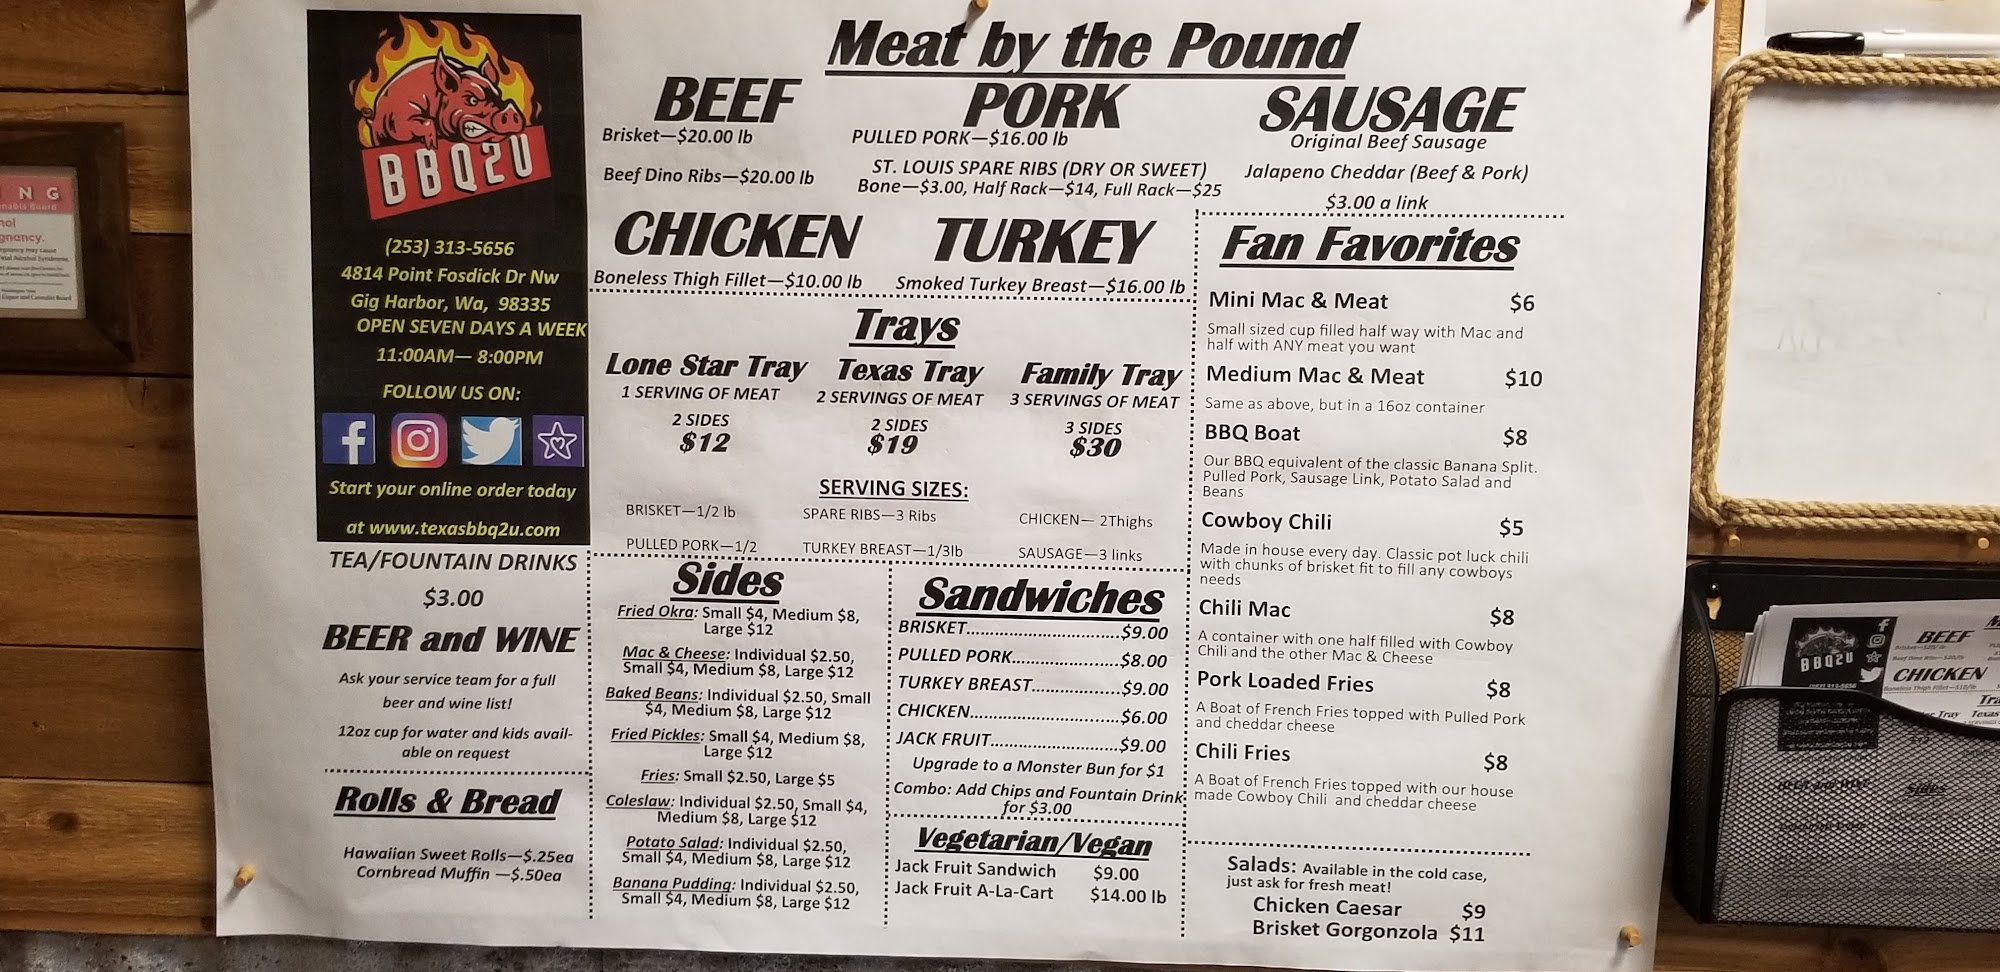 BBQ2U
(253) 313-5656
4814 Point Fosdick Dr Nw
Gig Harbor, Wa, 98335
OPEN SEVEN DAYS A WEEK
11:00AM— 8:00PM
FOLLOW US ON:
Start your online order today
at www.texasbbq2u.com
TEA/FOUNTAIN DRINKS
$3.00
BEER and WINE
Ask your service team for a full
beer and wine list!
12oz cup for water and kids avail-
able on request
Rolls & Bread
Hawaiian Sweet Rolls—$.25ea
Cornbread Muffin —$.50ea
Meat by the Pound
BEEF
Brisket—$20.00 lb
Beef Dino Ribs—$20.00 lb
PORK
PULLED PORK—$16.00 lb
ST. LOUIS SPARE RIBS (DRY OR SWEET)
Bone—$3.00, Half Rack—$14, Full Rack—$25
SAUSAGE
Original Beef Sausage
Jalapeno Cheddar (Beef & Pork)
$3.00 a link
CHICKEN
Boneless Thigh Fillet—$10.00 lb
TURKEY
Smoked Turkey Breast—$16.00 lb
Trays
Lone Star Tray
1 SERVING OF MEAT
2 SIDES
$12
Texas Tray
2 SERVINGS OF MEAT
2 SIDES
$19
Family Tray
3 SERVINGS OF MEAT
3 SIDES
$30
SERVING SIZES:
BRISKET—1/2 lb
SPARE RIBS—3 Ribs
CHICKEN— 2Thighs
PULLED PORK—1/2
TURKEY BREAST—1/3lb
SAUSAGE—3 links
Sides
Fried Okra: Small $4, Medium $8,
Large $12
Mac & Cheese: Individual $2.50,
Small $4, Medium $8, Large $12
Baked Beans: Individual $2.50, Small
$4, Medium $8, Large $12
Fried Pickles: Small $4, Medium $8,
Large $12
Fries: Small $2.50, Large $5
Coleslaw: Individual $2.50, Small $4,
Medium $8, Large $12
Potato Salad: Individual $2.50,
Small $4, Medium $8, Large $12
Banana Pudding: Individual $2.50,
Small $4, Medium $8, Large $12
Sandwiches
BRISKET..............................$9.00
PULLED PORK.....................$8.00
TURKEY BREAST.................$9.00
CHICKEN.............................$6.00
JACK FRUIT.........................$9.00
Upgrade to a Monster Bun for $1
Combo: Add Chips and Fountain Drink
for $3.00
Vegetarian/Vegan
Jack Fruit Sandwich $9.00
Jack Fruit A-La-Cart $14.00 lb
Fan Favorites
Mini Mac & Meat $6
Small sized cup filled half way with Mac and
half with ANY meat you want
Medium Mac & Meat $10
Same as above, but in a 16oz container
BBQ Boat $8
Our BBQ equivalent of the classic Banana Split.
Pulled Pork, Sausage Link, Potato Salad and
Beans
Cowboy Chili $5
Made in house every day. Classic pot luck chili
with chunks of brisket fit to fill any cowboys
needs
Chili Mac $8
A container with one half filled with Cowboy
Chili and the other Mac & Cheese
Pork Loaded Fries $8
A Boat of French Fries topped with Pulled Pork
and cheddar cheese
Chili Fries $8
A Boat of French Fries topped with our house
made Cowboy Chili and cheddar cheese
Salads: Available in the cold case,
just ask for fresh meat!
Chicken Caesar $9
Brisket Gorgonzola $11
BBQ2U
BEEF
CHICKEN